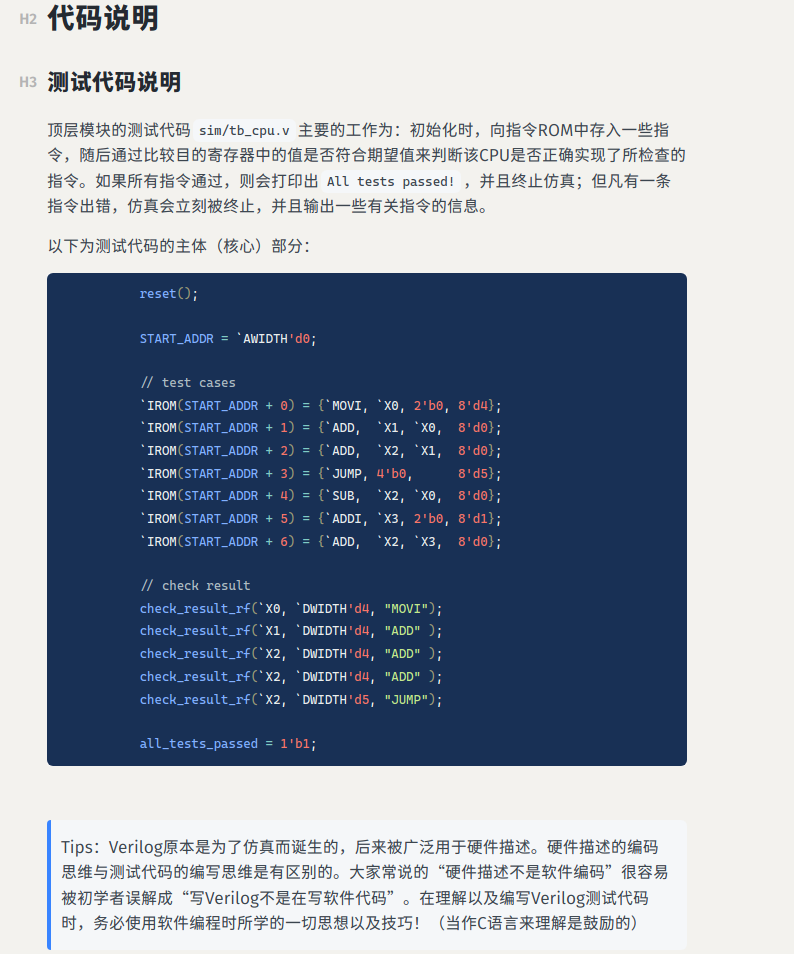 H2 代码说明
H3 测试代码说明
顶层模块的测试代码 sim/tb_cpu.v 主要的工作为：初始化时，向指令ROM中存入一些指
令，随后通过比较目的寄存器中的值是否符合期望值来判断该CPU是否正确实现了所检查的
指令。如果所有指令通过，则会打印出 All tests passed! ，并且终止仿真；但凡有一条
指令出错，仿真会立刻被终止，并且输出一些有关指令的信息。
以下为测试代码的主体（核心）部分：
reset();
START_ADDR = `AWIDTH'd0;
// test cases
`IROM(START_ADDR + 0) = {`MOVI, `X0, 2'b0, 8'd4};
`IROM(START_ADDR + 1) = {`ADD,  `X1, `X0,  8'd0};
`IROM(START_ADDR + 2) = {`ADD,  `X2, `X1,  8'd0};
`IROM(START_ADDR + 3) = {`JUMP, 4'b0,      8'd5};
`IROM(START_ADDR + 4) = {`SUB,  `X2, `X0,  8'd0};
`IROM(START_ADDR + 5) = {`ADDI, `X3, 2'b0, 8'd1};
`IROM(START_ADDR + 6) = {`ADD,  `X2, `X3,  8'd0};
// check result
check_result_rf(`X0, `DWIDTH'd4, "MOVI");
check_result_rf(`X1, `DWIDTH'd4, "ADD" );
check_result_rf(`X2, `DWIDTH'd4, "ADD" );
check_result_rf(`X2, `DWIDTH'd4, "ADD" );
check_result_rf(`X2, `DWIDTH'd5, "JUMP");
all_tests_passed = 1'b1;
Tips：Verilog原本是为了仿真而诞生的，后来被广泛用于硬件描述。硬件描述的编码
思维与测试代码的编写思维是有区别的。大家常说的“硬件描述不是软件编码”很容易
被初学者误解成“写Verilog不是在写软件代码”。在理解以及编写Verilog测试代码
时，务必使用软件编程时所学的一切思想以及技巧！（当作C语言来理解是鼓励的）